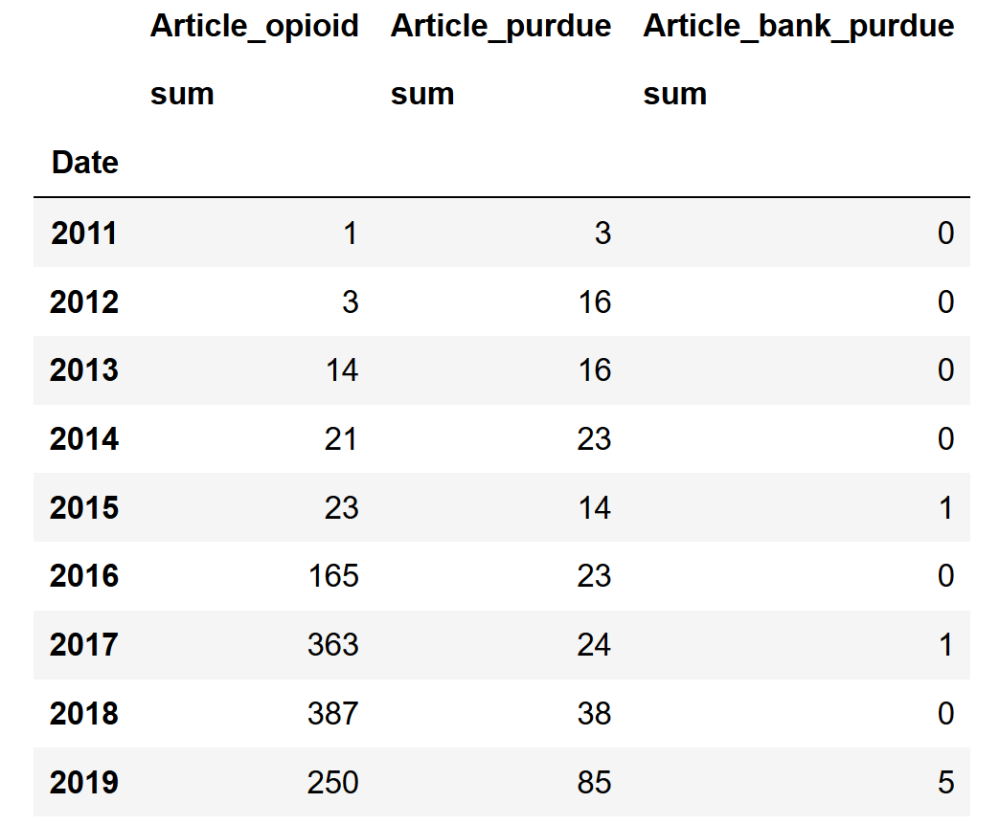 Article_opioid Article_purdue Article_bank_purdue
sum sum sum
Date
2011 1 3 0
2012 3 16 0
2013 14 16 0
2014 21 23 0
2015 23 14 1
2016 165 23 0
2017 363 24 1
2018 387 38 0
2019 250 85 5